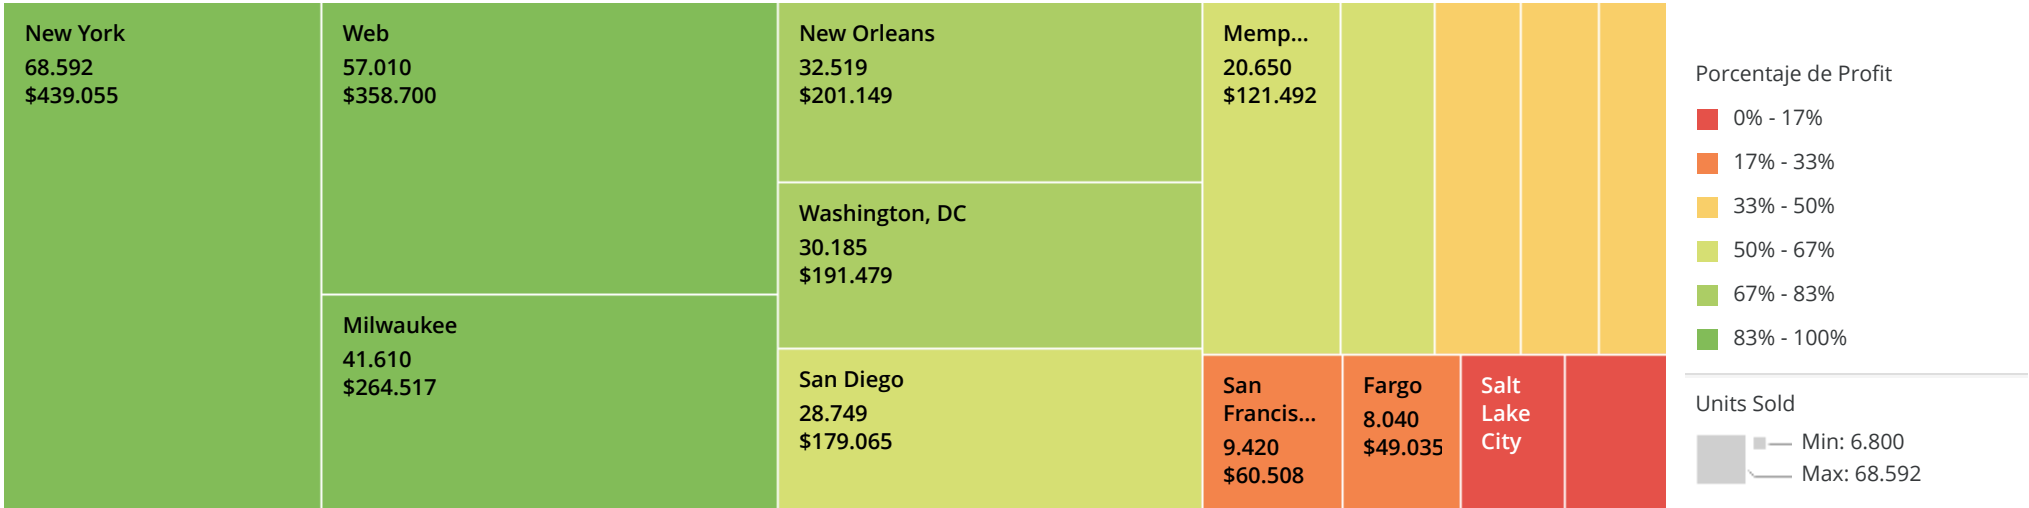 New York
68.592
$439.055
Web
57.010
$358.700
Milwaukee
41.610
$264.517
New Orleans
32.519
$201.149
Washington, DC
30.185
$191.479
San Diego
28.749
$179.065
Memp...
20.650
$121.492
San
Francis...
9.420
$60.508
Fargo
8.040
$49.035
Salt
Lake
City
Porcentaje de Profit
0% - 17%
17% - 33%
33% - 50%
50% - 67%
67% - 83%
83% - 100%
Units Sold
Min: 6.800
Max: 68.592